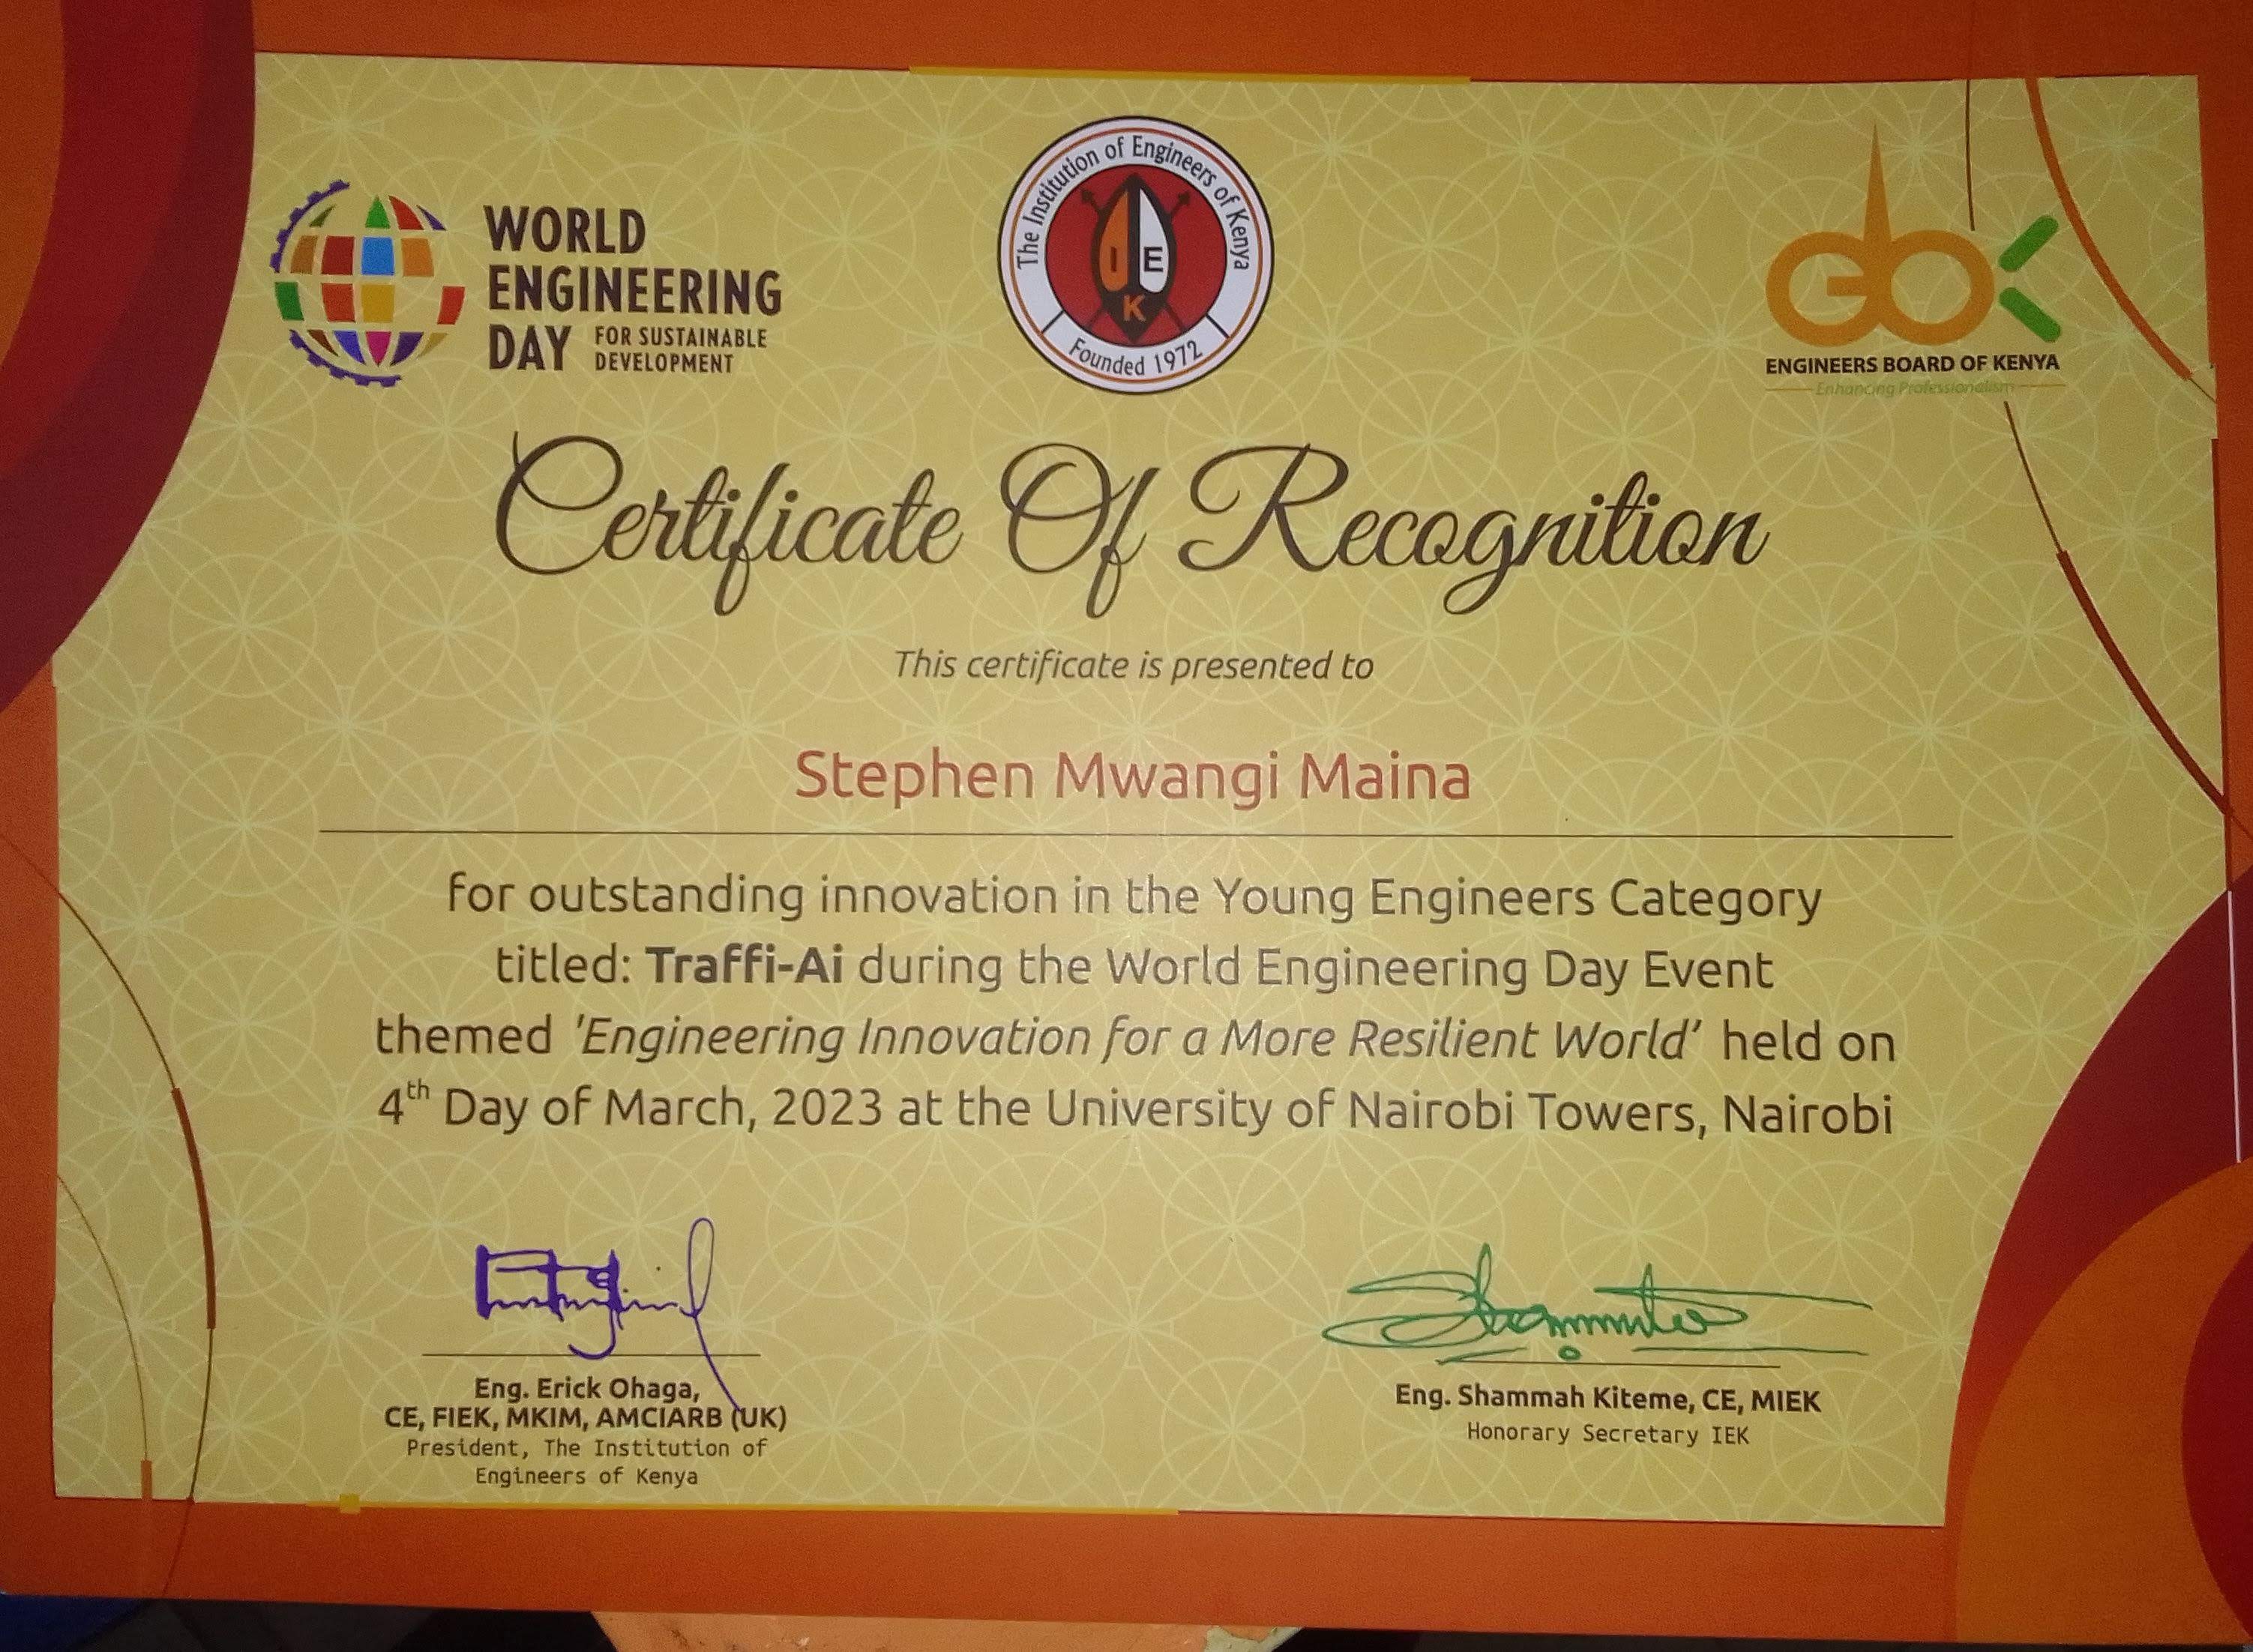 WORLD
ENGINEERING
DAY FOR SUSTAINABLE
DEVELOPMENT
The Institution of Engineers of Kenya
I E
K
Founded 1972
ebk
ENGINEERS BOARD OF KENYA
Enhancing Professionalism
Certificate Of Recognition
This certificate is presented to
Stephen Mwangi Maina
for outstanding innovation in the Young Engineers Category
titled: Traffi-Ai during the World Engineering Day Event
themed 'Engineering Innovation for a More Resilient World' held on
4th Day of March, 2023 at the University of Nairobi Towers, Nairobi
Eng. Erick Ohaga,
CE, FIEK, MKIM, AMCIARB (UK)
President, The Institution of
Engineers of Kenya
Eng. Shammah Kiteme, CE, MIEK
Honorary Secretary IEK